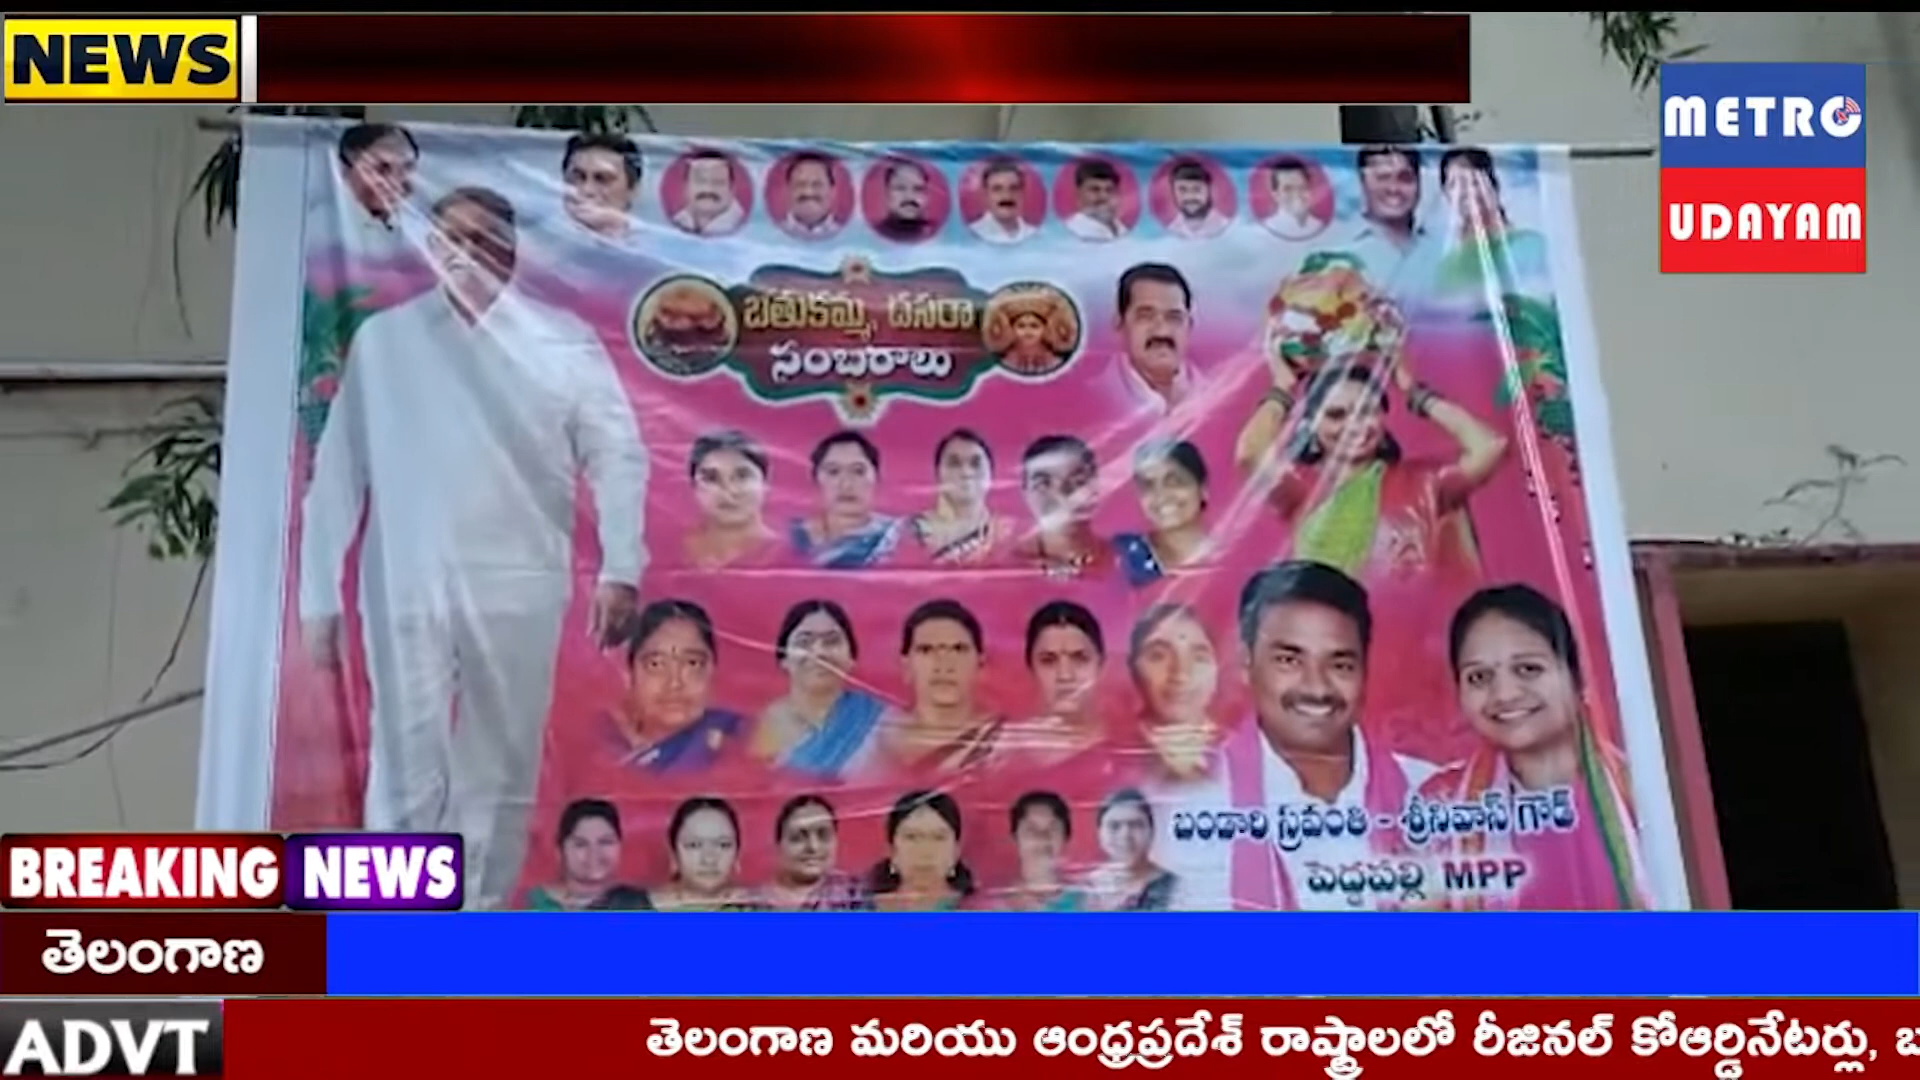 NEWS
METRO
UDAYAM
బతుకమ్మ, దసరా
సంబురాలు
బండారి స్రవంతి - శ్రీనివాస్ గౌడ్
పెద్దపల్లి MPP
BREAKING NEWS
తెలంగాణ
ADVT
తెలంగాణ మరియు ఆంధ్రప్రదేశ్ రాష్ట్రాలలో రీజినల్ కోఆర్డినేటర్లు,